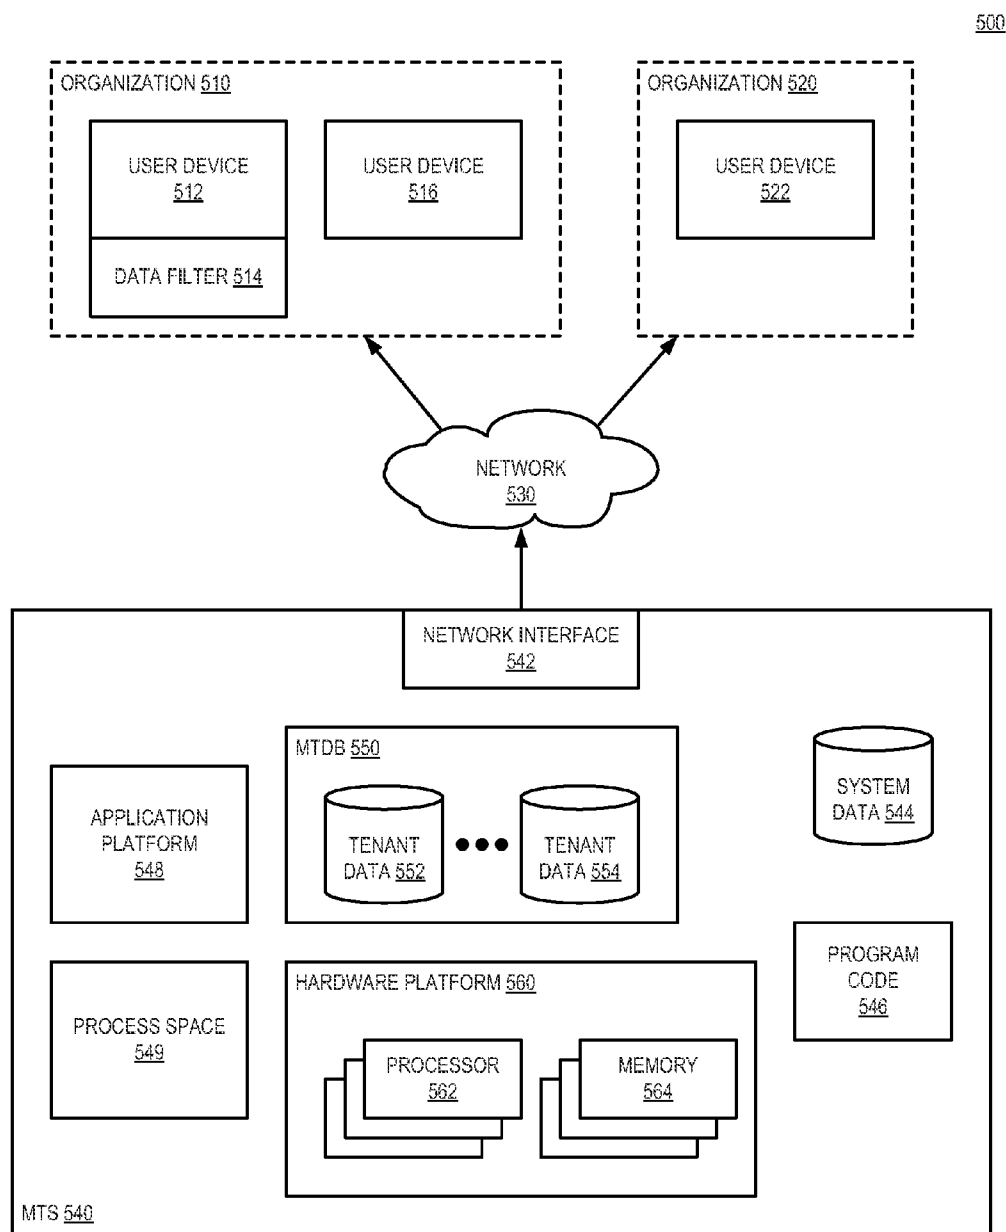 500
ORGANIZATION 510
ORGANIZATION 520
USER DEVICE
512
USER DEVICE
516
USER DEVICE
522
DATA FILTER 514
NETWORK
530
NETWORK INTERFACE
542
MTDB 550
SYSTEM
DATA 544
APPLICATION
PLATFORM
548
TENANT
DATA 552
TENANT
DATA 554
HARDWARE PLATFORM 560
PROGRAM
CODE
546
PROCESS SPACE
549
PROCESSOR
562
MEMORY
564
MTS 540